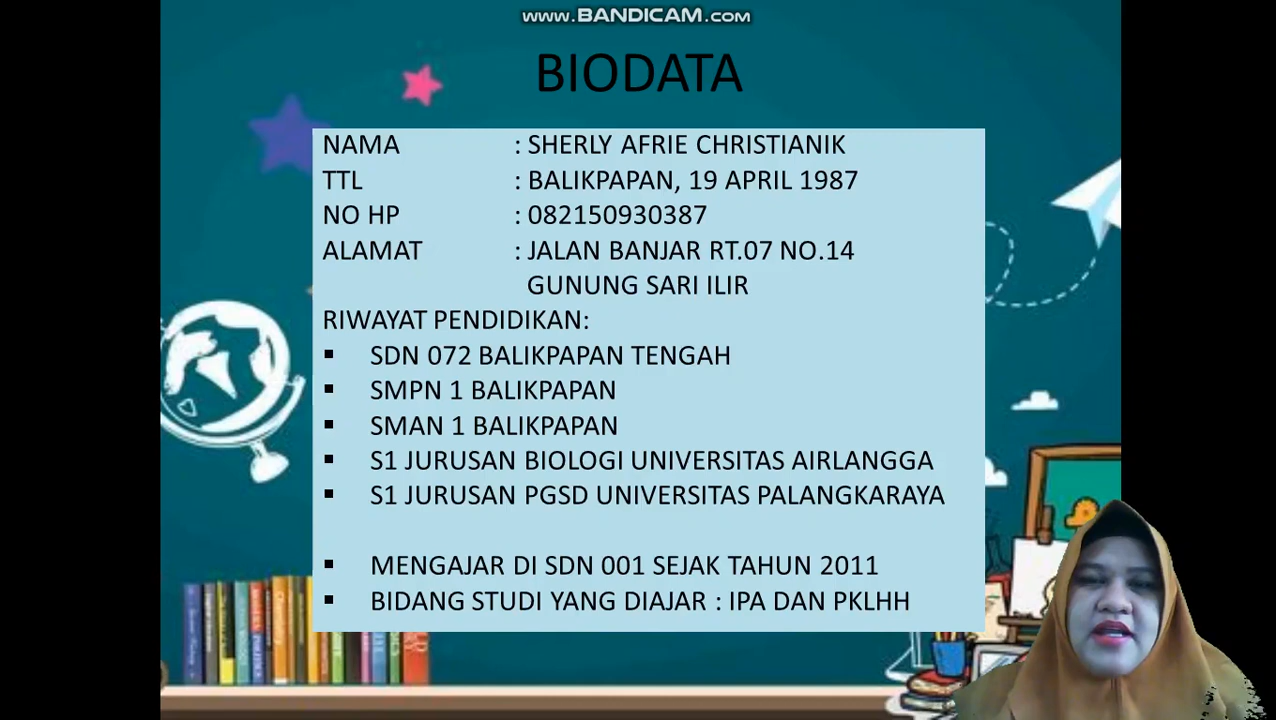 www.BANDICAM.com
BIODATA
NAMA : SHERLY AFRIE CHRISTIANIK
TTL : BALIKPAPAN, 19 APRIL 1987
NO HP : 082150930387
ALAMAT : JALAN BANJAR RT.07 NO.14
GUNUNG SARI ILIR
RIWAYAT PENDIDIKAN:
▪ SDN 072 BALIKPAPAN TENGAH
▪ SMPN 1 BALIKPAPAN
▪ SMAN 1 BALIKPAPAN
▪ S1 JURUSAN BIOLOGI UNIVERSITAS AIRLANGGA
▪ S1 JURUSAN PGSD UNIVERSITAS PALANGKARAYA
▪ MENGAJAR DI SDN 001 SEJAK TAHUN 2011
▪ BIDANG STUDI YANG DIAJAR : IPA DAN PKLHH